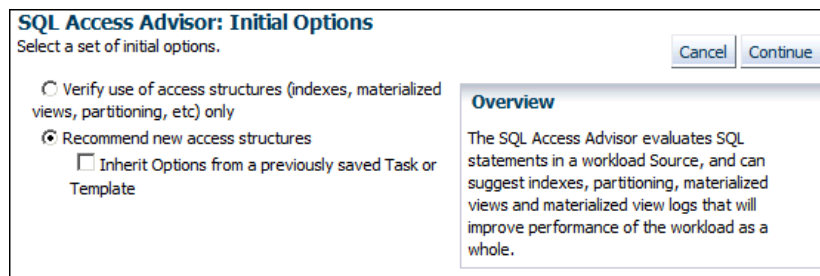 SQL Access Advisor: Initial Options
Select a set of initial options.
Cancel Continue
Verify use of access structures (indexes, materialized
views, partitioning, etc) only
Recommend new access structures
Inherit Options from a previously saved Task or
Template
Overview
The SQL Access Advisor evaluates SQL
statements in a workload Source, and can
suggest indexes, partitioning, materialized
views and materialized view logs that will
improve performance of the workload as a
whole.